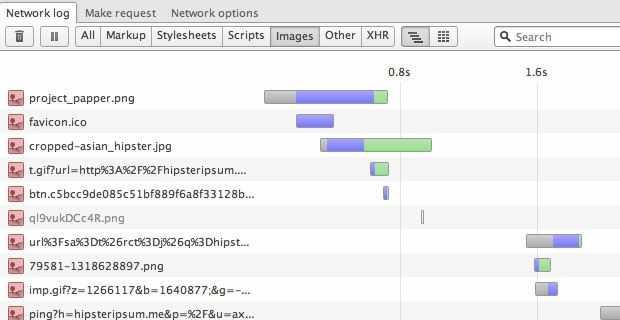 Network log Make request Network options
All Markup Stylesheets Scripts Images Other XHR Search
0.8s 1.6s
project_papper.png
favicon.ico
cropped-asian_hipster.jpg
t.gif?url=http%3A%2F%2Fhipsteripsum....
btn.c5bcc9de085c51bf889f6a8f33128b...
ql9vukDCc4R.png
url%3Fsa%3Dt%26rct%3Dj%26q%3Dhipst...
79581-1318628897.png
imp.gif?z=1266117&b=1640877;&g=-...
ping?h=hipsteripsum.me&p=%2F&u=ax...